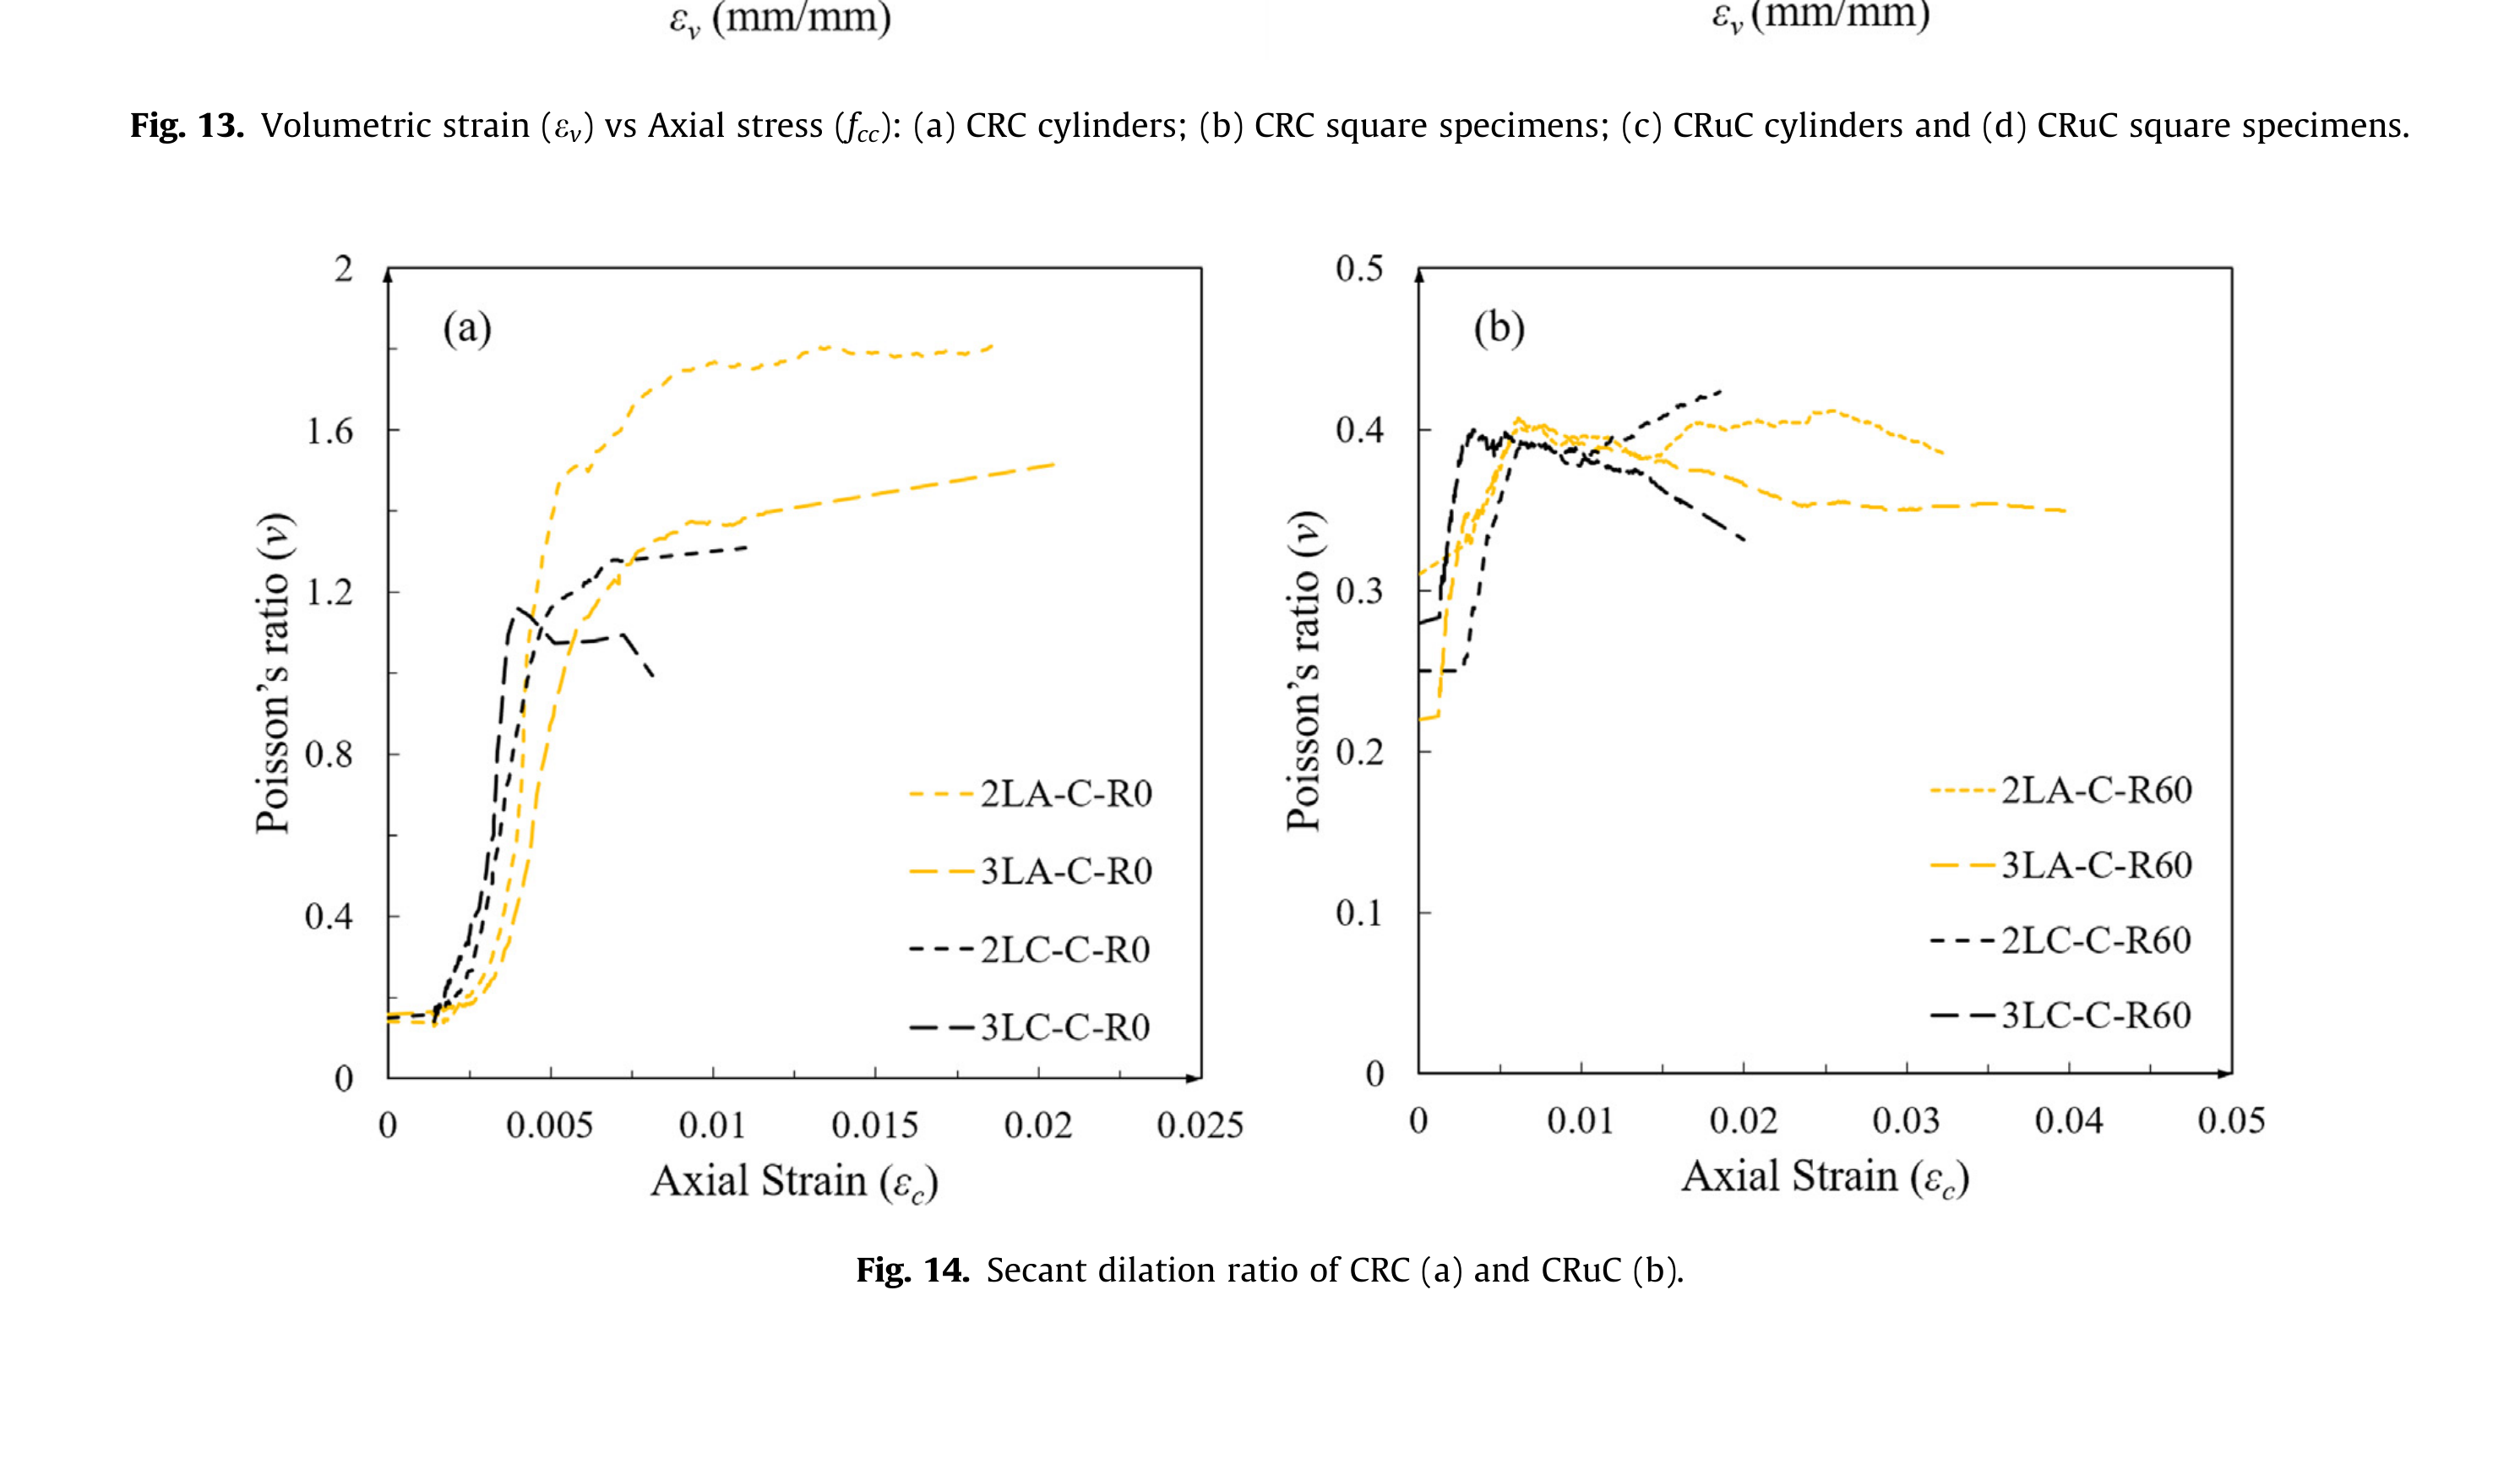 εv (mm/mm) εv (mm/mm)
Fig. 13. Volumetric strain (εv) vs Axial stress (fcc): (a) CRC cylinders; (b) CRC square specimens; (c) CRuC cylinders and (d) CRuC square specimens.
2
1.6
1.2
0.8
0.4
0
Poisson's ratio (v)
(a)
2LA-C-R0
3LA-C-R0
2LC-C-R0
3LC-C-R0
0 0.005 0.01 0.015 0.02 0.025
Axial Strain (εc)
0.5
0.4
0.3
0.2
0.1
0
Poisson's ratio (v)
(b)
2LA-C-R60
3LA-C-R60
2LC-C-R60
3LC-C-R60
0 0.01 0.02 0.03 0.04 0.05
Axial Strain (εc)
Fig. 14. Secant dilation ratio of CRC (a) and CRuC (b).